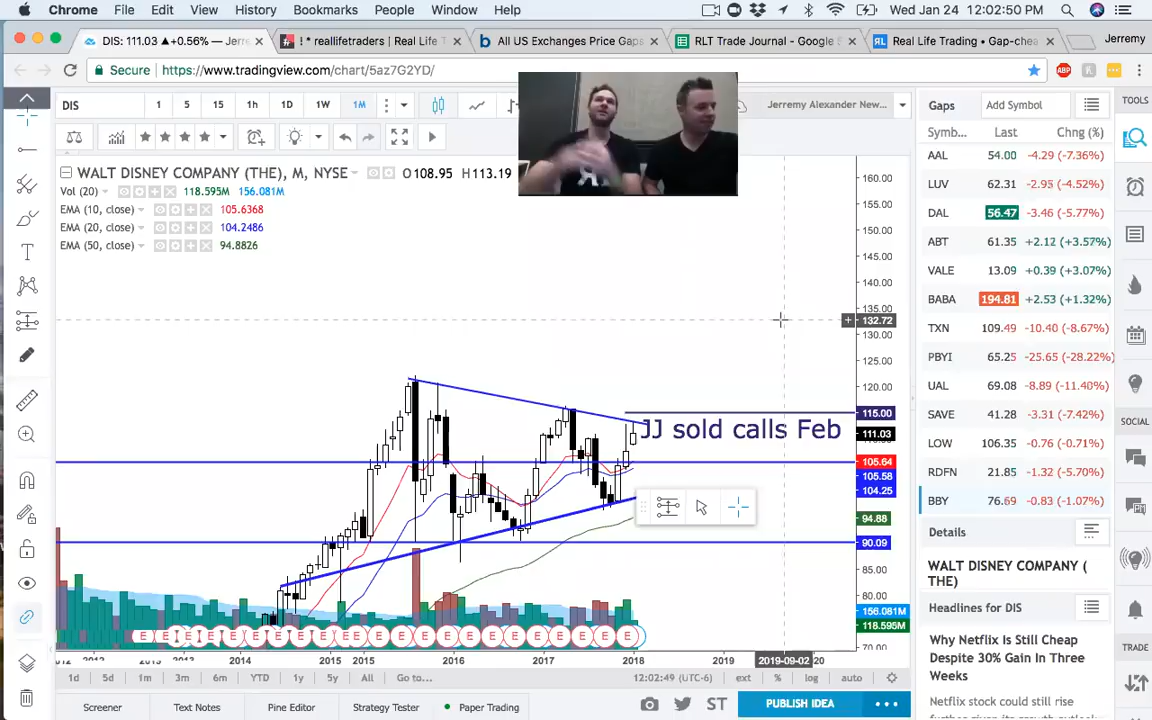 Chrome File Edit View History Bookmarks People Window Help Wed Jan 24 12:02:50 PM
DIS: 111.03 ▲+0.56% — Jerr
! * reallifetraders | Real Life T
All US Exchanges Price Gaps
RLT Trade Journal - Google S
Real Life Trading • Gap-chea
Jerremy
Secure | https://www.tradingview.com/chart/5az7G2YD/
DIS 1 5 15 1h 1D 1W 1M
Jerremy Alexander New...
Gaps Add Symbol
TOOLS
WALT DISNEY COMPANY (THE), M, NYSE O 108.95 H 113.19
Vol (20) 118.595M 156.081M
EMA (10, close) 105.6368
EMA (20, close) 104.2486
EMA (50, close) 94.8826
Symb... Last Chng (%)
AAL 54.00 -4.29 (-7.36%)
LUV 62.31 -2.95 (-4.52%)
DAL 56.47 -3.46 (-5.77%)
ABT 61.35 +2.12 (+3.57%)
VALE 13.09 +0.39 (+3.07%)
BABA 194.81 +2.53 (+1.32%)
TXN 109.49 -10.40 (-8.67%)
PBYI 65.25 -25.65 (-28.22%)
UAL 69.08 -8.89 (-11.40%)
SAVE 41.28 -3.31 (-7.42%)
LOW 106.35 -0.76 (-0.71%)
RDFN 21.85 -1.32 (-5.70%)
BBY 76.69 -0.83 (-1.07%)
SOCIAL
160.00
155.00
150.00
145.00
140.00
135.00
132.72
130.00
125.00
120.00
115.00
111.03
105.64
105.58
104.25
94.88
90.09
85.00
80.00
156.081M
118.595M
70.00
JJ sold calls Feb
E E E E E E E E E E E E E E E E E E E E
2012 2013 2013 2014 2015 2015 2016 2017 2018 2019 2019-09-02 20
1d 5d 1m 3m 6m YTD 1y 5y All Go to...
12:02:49 (UTC-6) ext % log auto
Screener Text Notes Pine Editor Strategy Tester Paper Trading
ST
PUBLISH IDEA
Details
WALT DISNEY COMPANY (
THE)
Headlines for DIS
Why Netflix Is Still Cheap
Despite 30% Gain In Three
Weeks
Netflix stock could still rise
TRADE